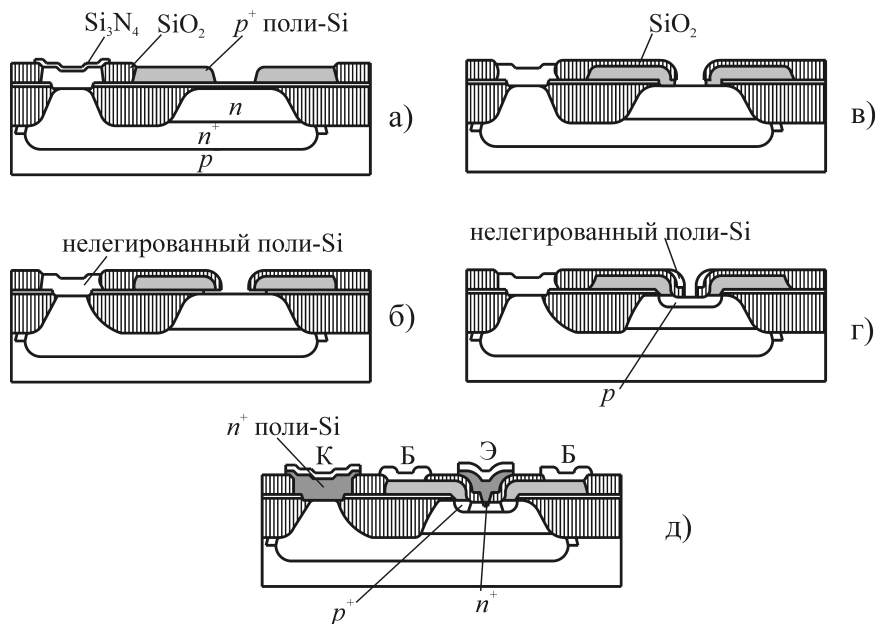 Si₃N₄ SiO₂ p⁺ поли-Si
n
n⁺
p
а)
SiO₂
в)
нелегированный поли-Si
б)
нелегированный поли-Si
p
г)
n⁺ поли-Si
К Б Э Б
p⁺ n⁺
д)